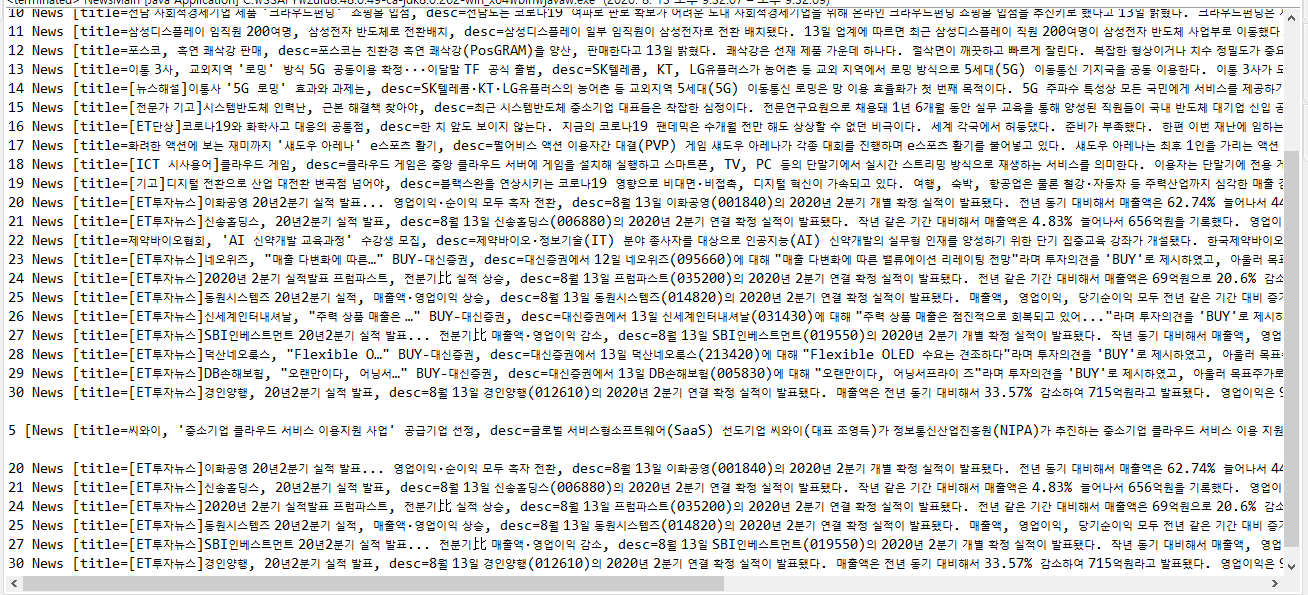 <terminated> NewsMain [Java Application]
10 News [title=전남 사회적경제기업 제품 '크라우드펀딩' 쇼핑몰 입점, desc=전남도는 코로나19 여파로 판로 확보가 어려운 도내 사회적경제기업을 위해 온라인 크라우드펀딩 쇼핑몰 입점을 추진키로 했다고 13일 밝혔다. 크라우드펀딩은
11 News [title=삼성디스플레이 임직원 200여명, 삼성전자 반도체로 전환배치, desc=삼성디스플레이 일부 임직원이 삼성전자로 전환 배치됐다. 13일 업계에 따르면 최근 삼성디스플레이 직원 200여명이 삼성전자 반도체 사업부로 이동했다.
12 News [title=포스코, 흑연 쾌삭강 판매, desc=포스코는 친환경 흑연 쾌삭강(PosGRAM)을 양산, 판매한다고 13일 밝혔다. 쾌삭강은 선재 제품 가운데 하나다. 절삭면이 깨끗하고 빠르게 잘린다. 복잡한 형상이거나 치수 정밀도가 중요
13 News [title=이통 3사, 교외지역 '로밍' 방식 5G 공동이용 확정···이달말 TF 공식 출범, desc=SK텔레콤, KT, LG유플러스가 농어촌 등 교외 지역에서 로밍 방식으로 5세대(5G) 이동통신 기지국을 공동 이용한다. 이통 3사가 도
14 News [title=[뉴스해설]이통사 '5G 로밍' 효과와 과제는, desc=SK텔레콤·KT·LG유플러스의 농어촌 등 교외지역 5세대(5G) 이동통신 로밍은 망 이용 효율화가 첫 번째 목적이다. 5G 주파수 특성상 모든 국민에게 서비스를 제공하기
15 News [title=[전문가 기고]시스템반도체 인력난, 근본 해결책 찾아야, desc=최근 시스템반도체 중소기업 대표들은 착잡한 심정이다. 전문연구요원으로 채용돼 1년 6개월 동안 실무 교육을 통해 양성된 직원들이 국내 반도체 대기업 신입 공
16 News [title=[ET단상]코로나19와 화학사고 대응의 공통점, desc=한 치 앞도 보이지 않는다. 지금의 코로나19 팬데믹은 수개월 전만 해도 상상할 수 없던 비극이다. 세계 각국에서 허둥댔다. 준비가 부족했다. 한편 이번 재난에 임하는
17 News [title=화려한 액션에 보는 재미까지 '섀도우 아레나' e스포츠 활기, desc=펄어비스 액션 이용자간 대결(PVP) 게임 섀도우 아레나가 각종 대회를 진행하며 e스포츠 활기를 불어넣고 있다. 섀도우 아레나는 최후 1인을 가리는 액션
18 News [title=[ICT 시사용어]클라우드 게임, desc=클라우드 게임은 중앙 클라우드 서버에 게임을 설치해 실행하고 스마트폰, TV, PC 등의 단말기에서 실시간 스트리밍 방식으로 재생하는 서비스를 의미한다. 이용자는 단말기에 전용 게
19 News [title=[기고]디지털 전환으로 산업 대전환 변곡점 넘어야, desc=블랙스완을 연상시키는 코로나19 영향으로 비대면·비접촉, 디지털 혁신이 가속되고 있다. 여행, 숙박, 항공업은 물론 철강·자동차 등 주력산업까지 심각한 매출
20 News [title=[ET투자뉴스]이화공영 20년2분기 실적 발표... 영업이익·순이익 모두 흑자 전환, desc=8월 13일 이화공영(001840)의 2020년 2분기 개별 확정 실적이 발표됐다. 전년 동기 대비해서 매출액은 62.74% 늘어나서 44
21 News [title=[ET투자뉴스]신송홀딩스, 20년2분기 실적 발표, desc=8월 13일 신송홀딩스(006880)의 2020년 2분기 연결 확정 실적이 발표됐다. 작년 같은 기간 대비해서 매출액은 4.83% 늘어나서 656억원을 기록했다. 영업이
22 News [title=제약바이오협회, 'AI 신약개발 교육과정' 수강생 모집, desc=제약바이오·정보기술(IT) 분야 종사자를 대상으로 인공지능(AI) 신약개발의 실무형 인재를 양성하기 위한 단기 집중교육 강좌가 개설됐다. 한국제약바이오
23 News [title=[ET투자뉴스]네오위즈, "매출 다변화에 따른…" BUY-대신증권, desc=대신증권에서 12일 네오위즈(095660)에 대해 "매출 다변화에 따른 밸류에이션 리레이팅 전망"라며 투자의견을 'BUY'로 제시하였고, 아울러 목표
24 News [title=[ET투자뉴스]2020년 2분기 실적발표 프럼파스트, 전분기比 실적 상승, desc=8월 13일 프럼파스트(035200)의 2020년 2분기 연결 확정 실적이 발표됐다. 전년 같은 기간 대비해서 매출액은 69억원으로 20.6% 감소
25 News [title=[ET투자뉴스]동원시스템즈 20년2분기 실적, 매출액·영업이익 상승, desc=8월 13일 동원시스템즈(014820)의 2020년 2분기 연결 확정 실적이 발표됐다. 매출액, 영업이익, 당기순이익 모두 전년 같은 기간 대비 증가
26 News [title=[ET투자뉴스]신세계인터내셔날, "주력 상품 매출은 …" BUY-대신증권, desc=대신증권에서 13일 신세계인터내셔날(031430)에 대해 "주력 상품 매출은 점진적으로 회복되고 있어..."라며 투자의견을 'BUY'로 제시하
27 News [title=[ET투자뉴스]SBI인베스트먼트 20년2분기 실적 발표... 전분기比 매출액·영업이익 감소, desc=8월 13일 SBI인베스트먼트(019550)의 2020년 2분기 개별 확정 실적이 발표됐다. 작년 동기 대비해서 매출액, 영업
28 News [title=[ET투자뉴스]덕산네오룩스, "Flexible O…" BUY-대신증권, desc=대신증권에서 13일 덕산네오룩스(213420)에 대해 "Flexible OLED 수요는 견조하다"라며 투자의견을 'BUY'로 제시하였고, 아울러 목표
29 News [title=[ET투자뉴스]DB손해보험, "오랜만이다, 어닝서…" BUY-대신증권, desc=대신증권에서 13일 DB손해보험(005830)에 대해 "오랜만이다, 어닝서프라이 즈"라며 투자의견을 'BUY'로 제시하였고, 아울러 목표주가로
30 News [title=[ET투자뉴스]경인양행, 20년2분기 실적 발표, desc=8월 13일 경인양행(012610)의 2020년 2분기 연결 확정 실적이 발표됐다. 매출액은 전년 동기 대비해서 33.57% 감소하여 715억원라고 발표됐다. 영업이익은 9
5 [News [title=씨와이, '중소기업 클라우드 서비스 이용지원 사업' 공급기업 선정, desc=글로벌 서비스형소프트웨어(SaaS) 선도기업 씨와이(대표 조영득)가 정보통신산업진흥원(NIPA)가 추진하는 중소기업 클라우드 서비스 이용 지원
20 News [title=[ET투자뉴스]이화공영 20년2분기 실적 발표... 영업이익·순이익 모두 흑자 전환, desc=8월 13일 이화공영(001840)의 2020년 2분기 개별 확정 실적이 발표됐다. 전년 동기 대비해서 매출액은 62.74% 늘어나서 44
21 News [title=[ET투자뉴스]신송홀딩스, 20년2분기 실적 발표, desc=8월 13일 신송홀딩스(006880)의 2020년 2분기 연결 확정 실적이 발표됐다. 작년 같은 기간 대비해서 매출액은 4.83% 늘어나서 656억원을 기록했다. 영업이
24 News [title=[ET투자뉴스]2020년 2분기 실적발표 프럼파스트, 전분기比 실적 상승, desc=8월 13일 프럼파스트(035200)의 2020년 2분기 연결 확정 실적이 발표됐다. 전년 같은 기간 대비해서 매출액은 69억원으로 20.6% 감소
25 News [title=[ET투자뉴스]동원시스템즈 20년2분기 실적, 매출액·영업이익 상승, desc=8월 13일 동원시스템즈(014820)의 2020년 2분기 연결 확정 실적이 발표됐다. 매출액, 영업이익, 당기순이익 모두 전년 같은 기간 대비 증가
27 News [title=[ET투자뉴스]SBI인베스트먼트 20년2분기 실적 발표... 전분기比 매출액·영업이익 감소, desc=8월 13일 SBI인베스트먼트(019550)의 2020년 2분기 개별 확정 실적이 발표됐다. 작년 동기 대비해서 매출액, 영업
30 News [title=[ET투자뉴스]경인양행, 20년2분기 실적 발표, desc=8월 13일 경인양행(012610)의 2020년 2분기 연결 확정 실적이 발표됐다. 매출액은 전년 동기 대비해서 33.57% 감소하여 715억원라고 발표됐다. 영업이익은 9